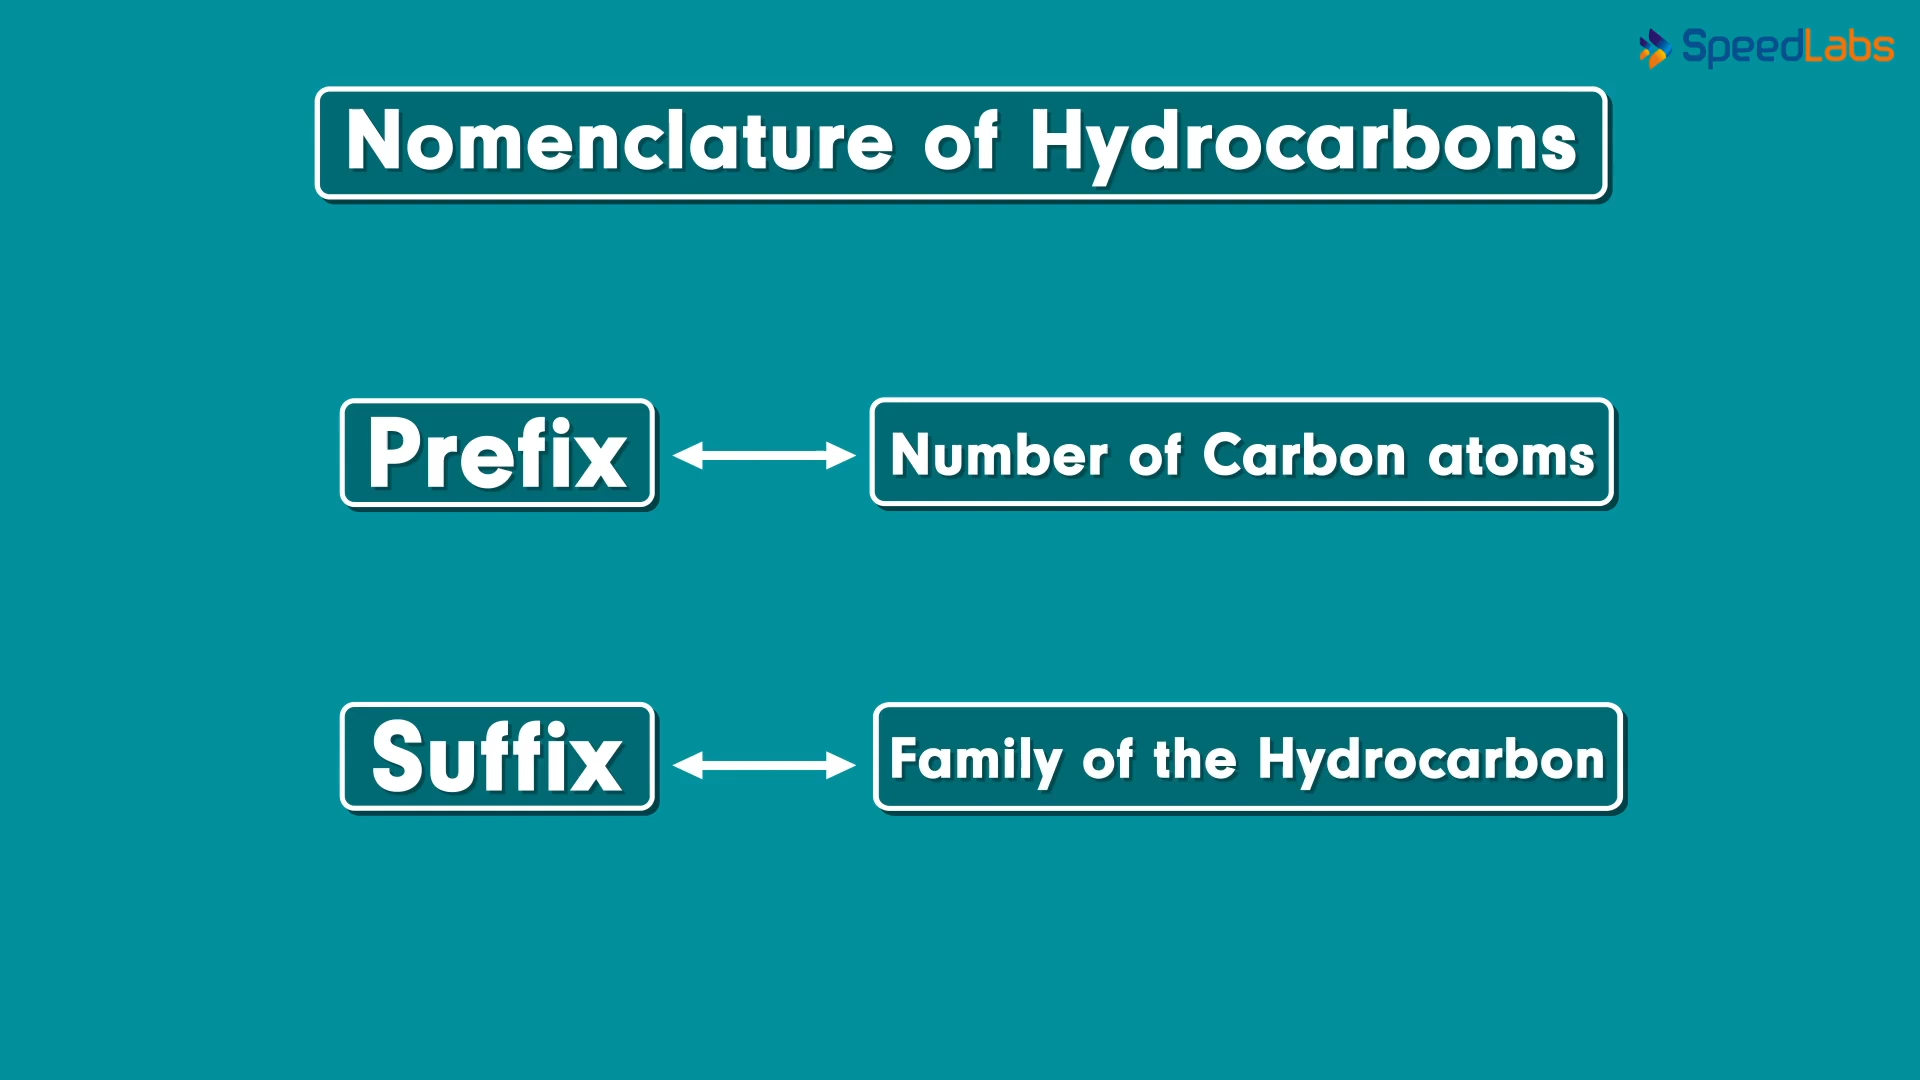 SpeedLabs
Nomenclature of Hydrocarbons
Prefix
Number of Carbon atoms
Suffix
Family of the Hydrocarbon